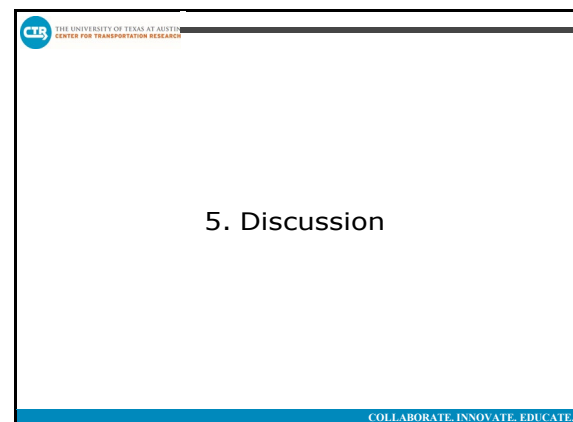 CTR
THE UNIVERSITY OF TEXAS AT AUSTIN
CENTER FOR TRANSPORTATION RESEARCH
5. Discussion
COLLABORATE. INNOVATE. EDUCATE.